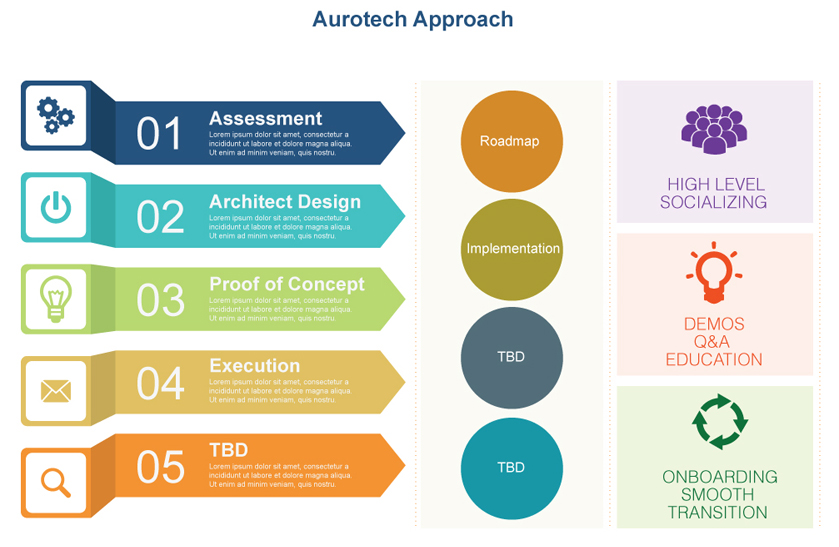 Aurotech Approach
01
Assessment
Lorem ipsum dolor sit amet, consectetur a
incididunt ut labore et dolore magna aliqua.
Ut enim ad minim veniam, quis nostru.
02
Architect Design
Lorem ipsum dolor sit amet, consectetur a
incididunt ut labore et dolore magna aliqua.
Ut enim ad minim veniam, quis nostru.
03
Proof of Concept
Lorem ipsum dolor sit amet, consectetur a
incididunt ut labore et dolore magna aliqua.
Ut enim ad minim veniam, quis nostru.
04
Execution
Lorem ipsum dolor sit amet, consectetur a
incididunt ut labore et dolore magna aliqua.
Ut enim ad minim veniam, quis nostru.
05
TBD
Lorem ipsum dolor sit amet, consectetur a
incididunt ut labore et dolore magna aliqua.
Ut enim ad minim veniam, quis nostru.
Roadmap
Implementation
TBD
TBD
HIGH LEVEL
SOCIALIZING
DEMOS
Q&A
EDUCATION
ONBOARDING
SMOOTH
TRANSITION